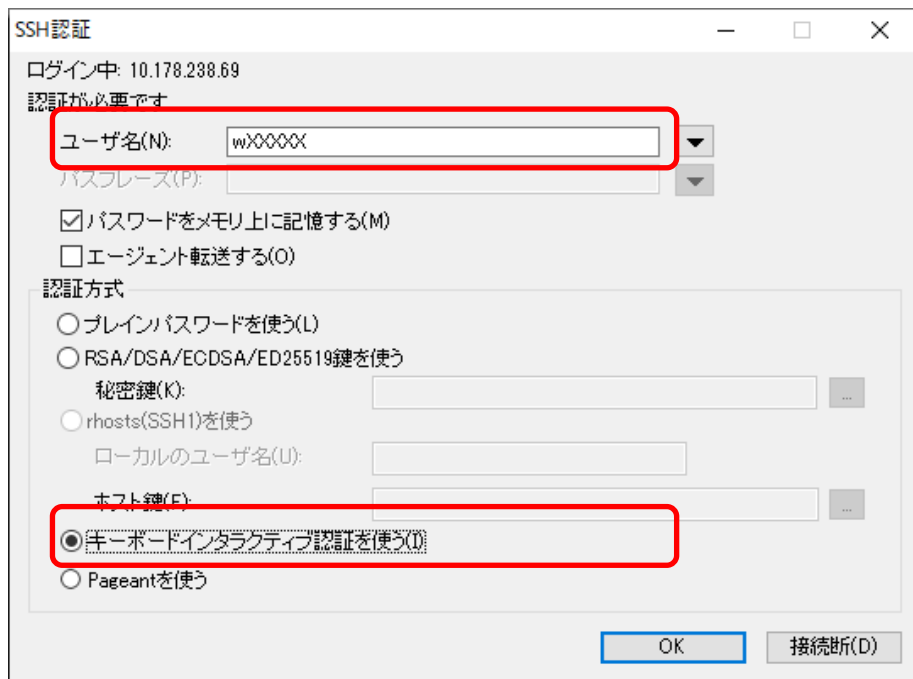 SSH認証
ログイン中: 10.178.238.69
認証が必要です
ユーザ名(N): wXXXXX
パスフレーズ(P):
パスワードをメモリ上に記憶する(M)
エージェント転送する(O)
認証方式
プレインパスワードを使う(L)
RSA/DSA/ECDSA/ED25519鍵を使う
秘密鍵(K): ...
rhosts(SSH1)を使う
ローカルのユーザ名(U):
ホスト鍵(F): ...
キーボードインタラクティブ認証を使う(I)
Pageantを使う
OK 接続断(D)